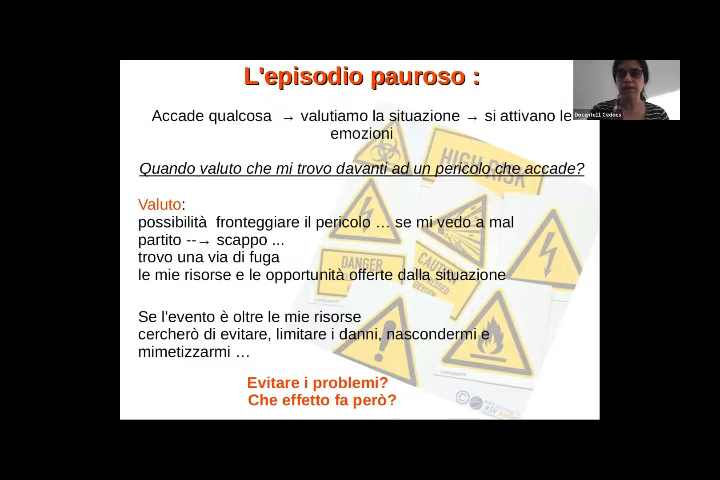 L'episodio pauroso :
Docente11 Cedocs
Accade qualcosa → valutiamo la situazione → si attivano le
emozioni
Quando valuto che mi trovo davanti ad un pericolo che accade?
HIGH RISK
Valuto:
possibilità fronteggiare il pericolo … se mi vedo a mal
partito --→ scappo ...
trovo una via di fuga
DANGER
CAUTION
le mie risorse e le opportunità offerte dalla situazione
OXYGEN
Se l'evento è oltre le mie risorse
cercherò di evitare, limitare i danni, nascondermi e
mimetizzarmi …
Evitare i problemi?
Che effetto fa però?
©